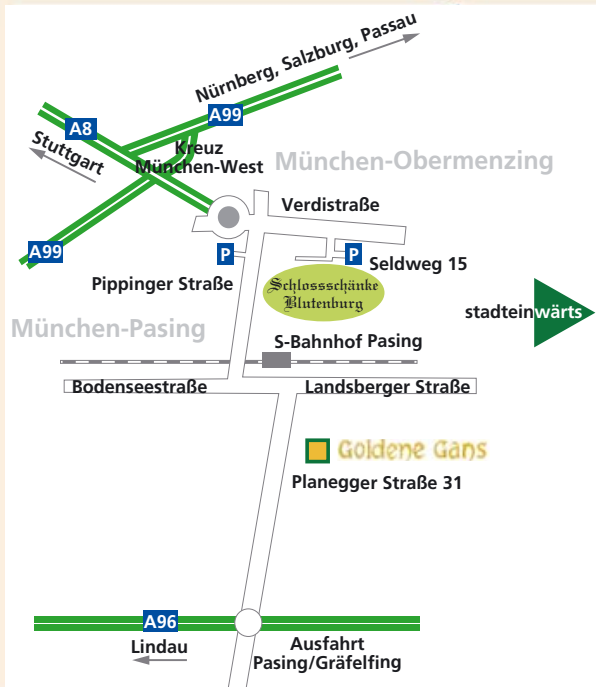 Nürnberg, Salzburg, Passau
A8
A99
Stuttgart
Kreuz
München-West
München-Obermenzing
Verdistraße
A99
P
P
Seldweg 15
Pippinger Straße
Schlossschänke
Blutenburg
stadteinwärts
München-Pasing
S-Bahnhof Pasing
Bodenseestraße
Landsberger Straße
Goldene Gans
Planegger Straße 31
A96
Lindau
Ausfahrt
Pasing/Gräfelfing